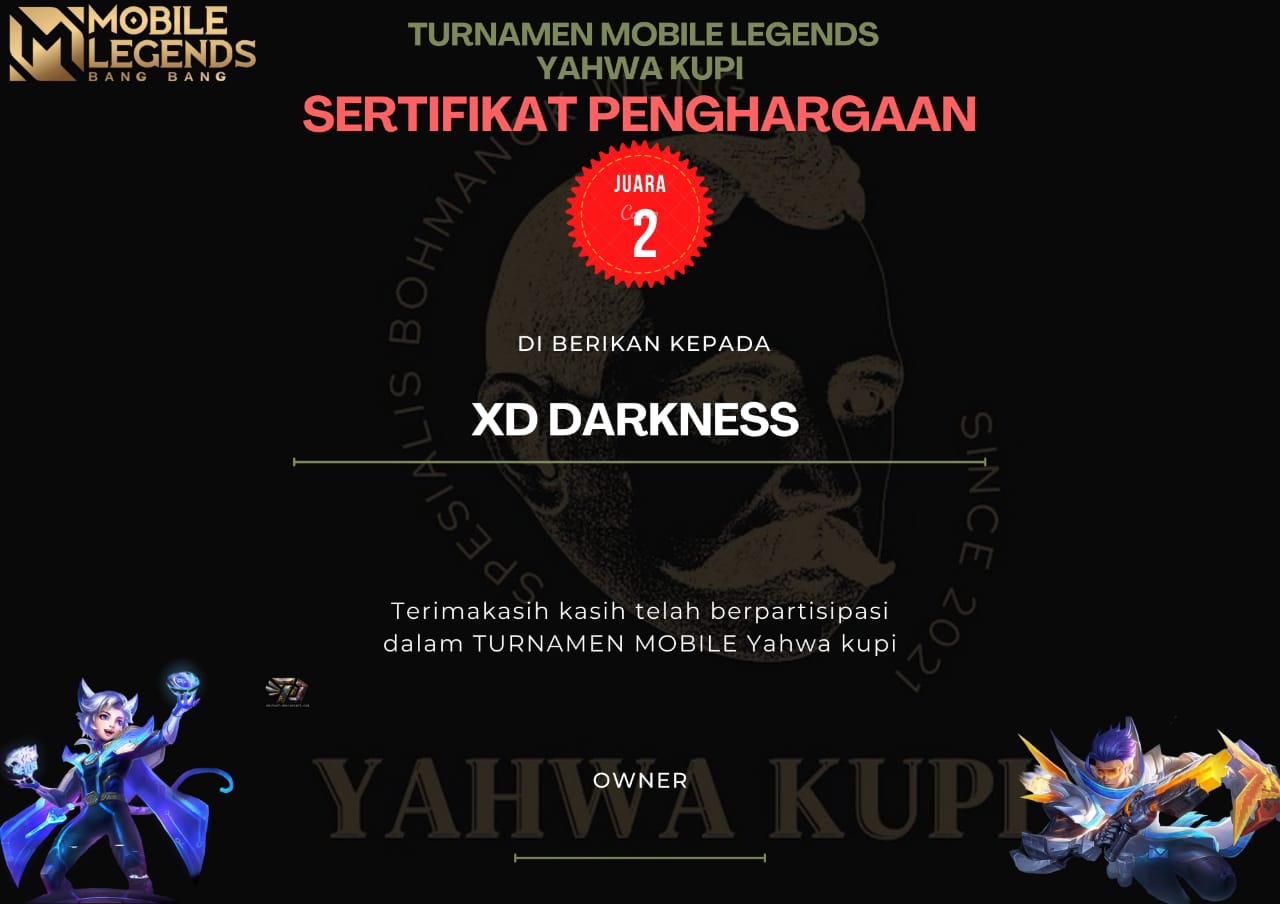 MOBILE
LEGENDS
BANG BANG
TURNAMEN MOBILE LEGENDS
YAHWA KUPI
SERTIFIKAT PENGHARGAAN
JUARA
2
SPESIALIS BOHMANG K WENG
SINCE 2021
DI BERIKAN KEPADA
XD DARKNESS
Terimakasih kasih telah berpartisipasi
dalam TURNAMEN MOBILE Yahwa kupi
YAHWA KUPI
OWNER